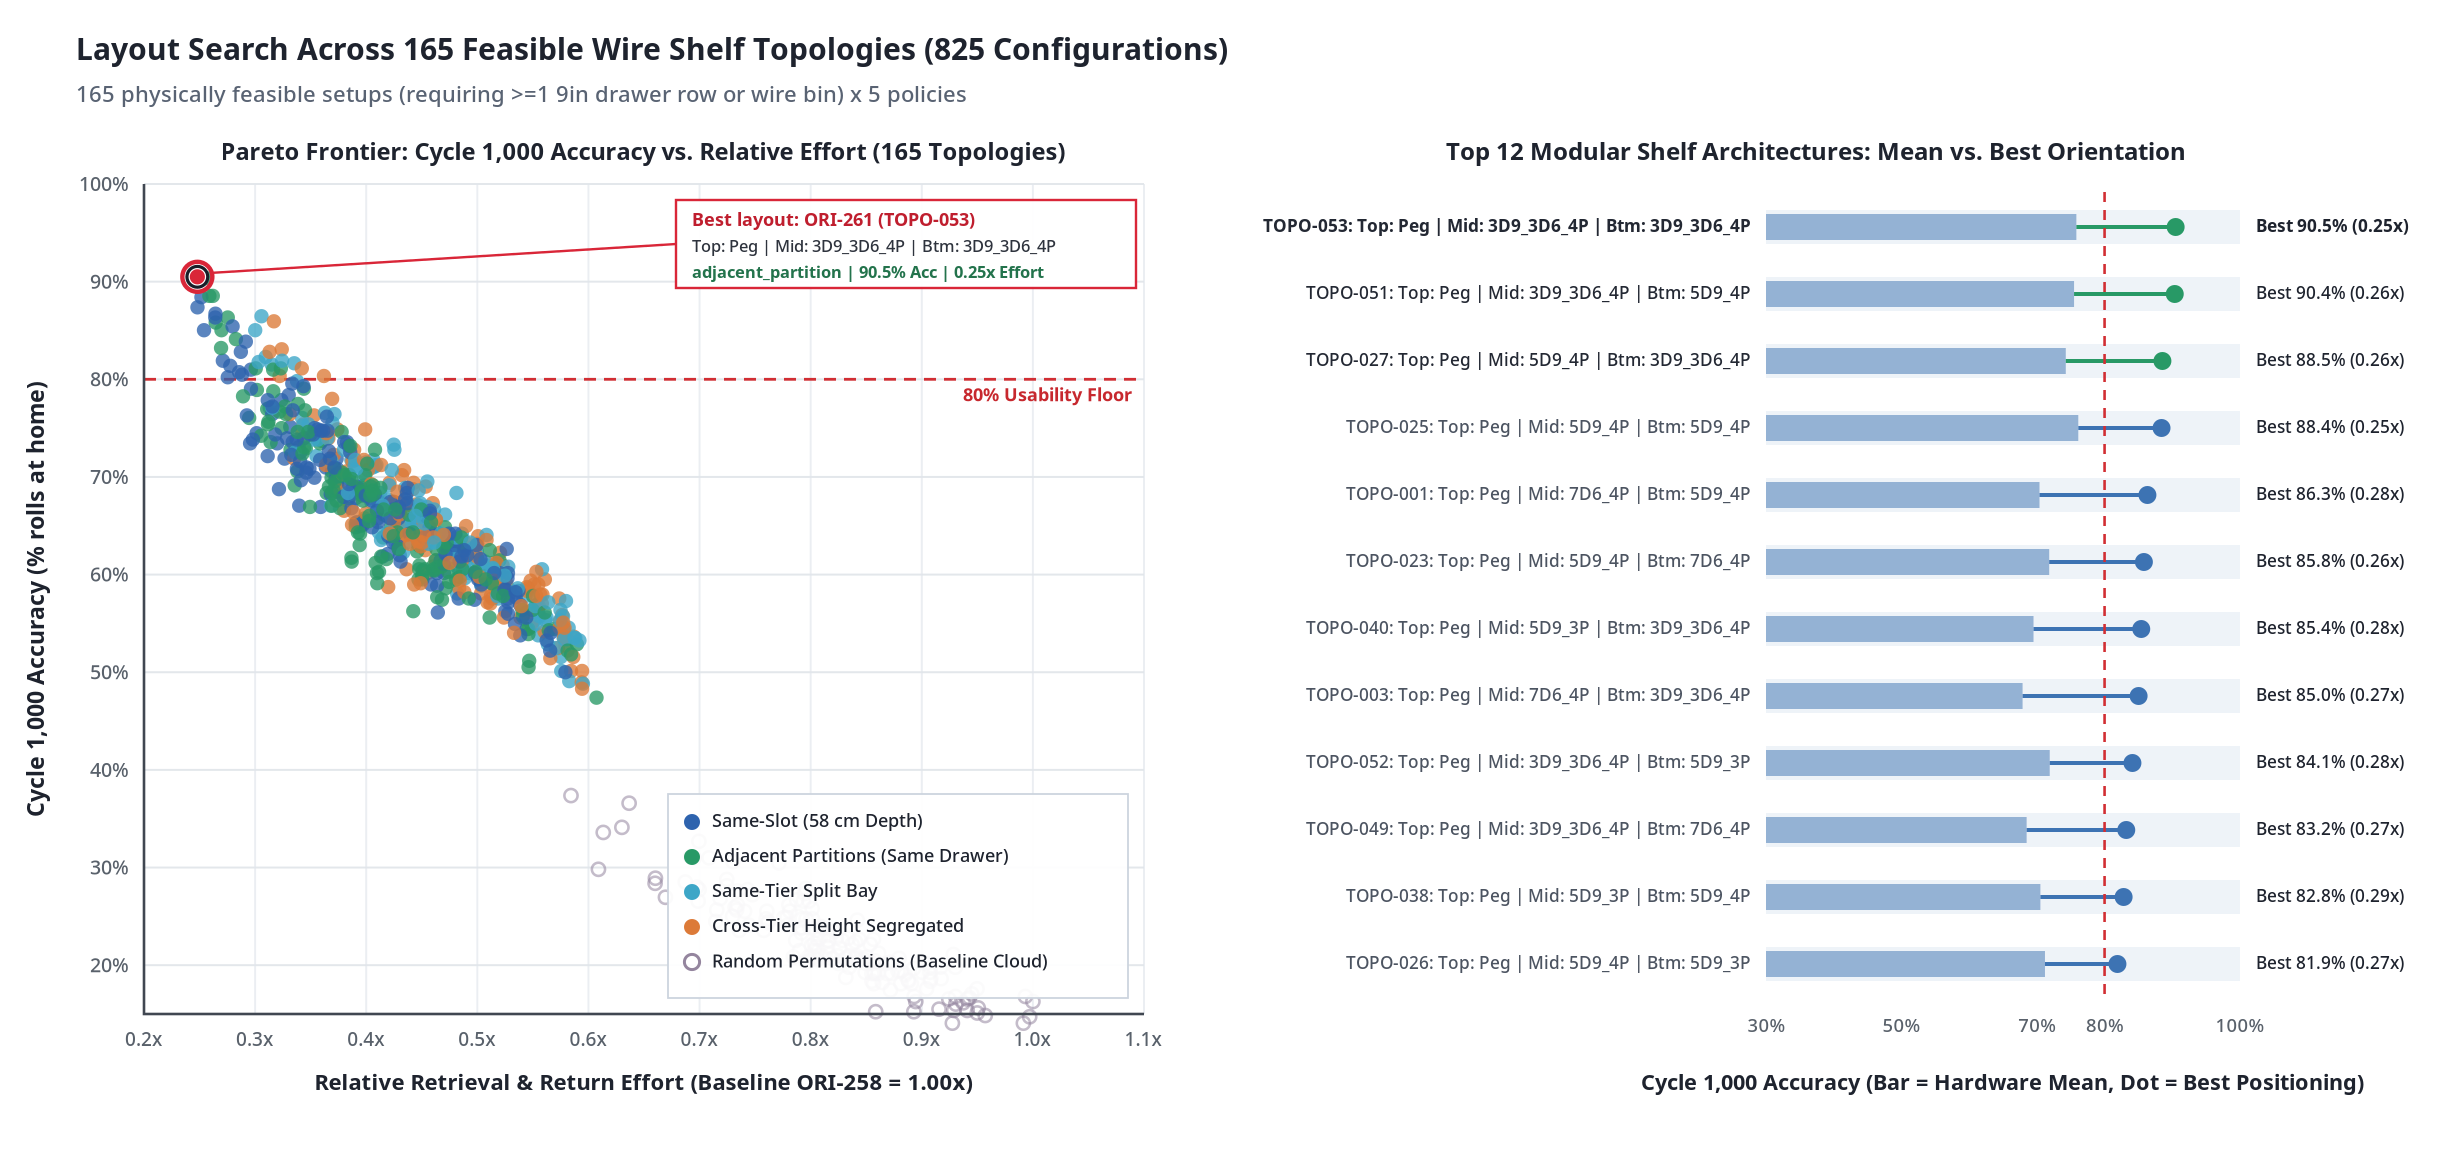 Layout Search Across 165 Feasible Wire Shelf Topologies (825 Configurations)
165 physically feasible setups (requiring >=1 9in drawer row or wire bin) x 5 policies
Pareto Frontier: Cycle 1,000 Accuracy vs. Relative Effort (165 Topologies)
Cycle 1,000 Accuracy (% rolls at home)
100%
90%
80%
70%
60%
50%
40%
30%
20%
Best layout: ORI-261 (TOPO-053)
Top: Peg | Mid: 3D9_3D6_4P | Btm: 3D9_3D6_4P
adjacent_partition | 90.5% Acc | 0.25x Effort
80% Usability Floor
Same-Slot (58 cm Depth)
Adjacent Partitions (Same Drawer)
Same-Tier Split Bay
Cross-Tier Height Segregated
Random Permutations (Baseline Cloud)
0.2x 0.3x 0.4x 0.5x 0.6x 0.7x 0.8x 0.9x 1.0x 1.1x
Relative Retrieval & Return Effort (Baseline ORI-258 = 1.00x)
Top 12 Modular Shelf Architectures: Mean vs. Best Orientation
TOPO-053: Top: Peg | Mid: 3D9_3D6_4P | Btm: 3D9_3D6_4P Best 90.5% (0.25x)
TOPO-051: Top: Peg | Mid: 3D9_3D6_4P | Btm: 5D9_4P Best 90.4% (0.26x)
TOPO-027: Top: Peg | Mid: 5D9_4P | Btm: 3D9_3D6_4P Best 88.5% (0.26x)
TOPO-025: Top: Peg | Mid: 5D9_4P | Btm: 5D9_4P Best 88.4% (0.25x)
TOPO-001: Top: Peg | Mid: 7D6_4P | Btm: 5D9_4P Best 86.3% (0.28x)
TOPO-023: Top: Peg | Mid: 5D9_4P | Btm: 7D6_4P Best 85.8% (0.26x)
TOPO-040: Top: Peg | Mid: 5D9_3P | Btm: 3D9_3D6_4P Best 85.4% (0.28x)
TOPO-003: Top: Peg | Mid: 7D6_4P | Btm: 3D9_3D6_4P Best 85.0% (0.27x)
TOPO-052: Top: Peg | Mid: 3D9_3D6_4P | Btm: 5D9_3P Best 84.1% (0.28x)
TOPO-049: Top: Peg | Mid: 3D9_3D6_4P | Btm: 7D6_4P Best 83.2% (0.27x)
TOPO-038: Top: Peg | Mid: 5D9_3P | Btm: 5D9_4P Best 82.8% (0.29x)
TOPO-026: Top: Peg | Mid: 5D9_4P | Btm: 5D9_3P Best 81.9% (0.27x)
30% 50% 70% 80% 100%
Cycle 1,000 Accuracy (Bar = Hardware Mean, Dot = Best Positioning)